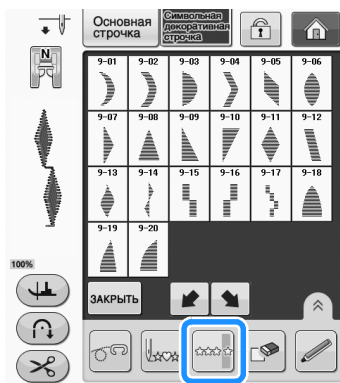 Основная строчка
Символьная декоративная строчка
N
9-01 9-02 9-03 9-04 9-05 9-06
9-07 9-08 9-09 9-10 9-11 9-12
9-13 9-14 9-15 9-16 9-17 9-18
9-19 9-20
100%
ЗАКРЫТЬ